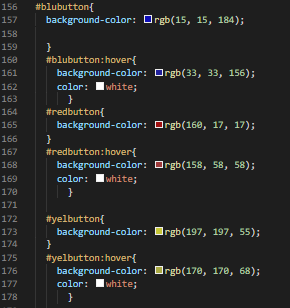 156 #blubutton{
157 background-color: rgb(15, 15, 184);
158
159 }
160 #blubutton:hover{
161 background-color: rgb(33, 33, 156);
162 color: white;
163 }
164 #redbutton{
165 background-color: rgb(160, 17, 17);
166 }
167 #redbutton:hover{
168 background-color: rgb(158, 58, 58);
169 color: white;
170 }
171
172 #yelbutton{
173 background-color: rgb(197, 197, 55);
174 }
175 #yelbutton:hover{
176 background-color: rgb(170, 170, 68);
177 color: white;
178 }